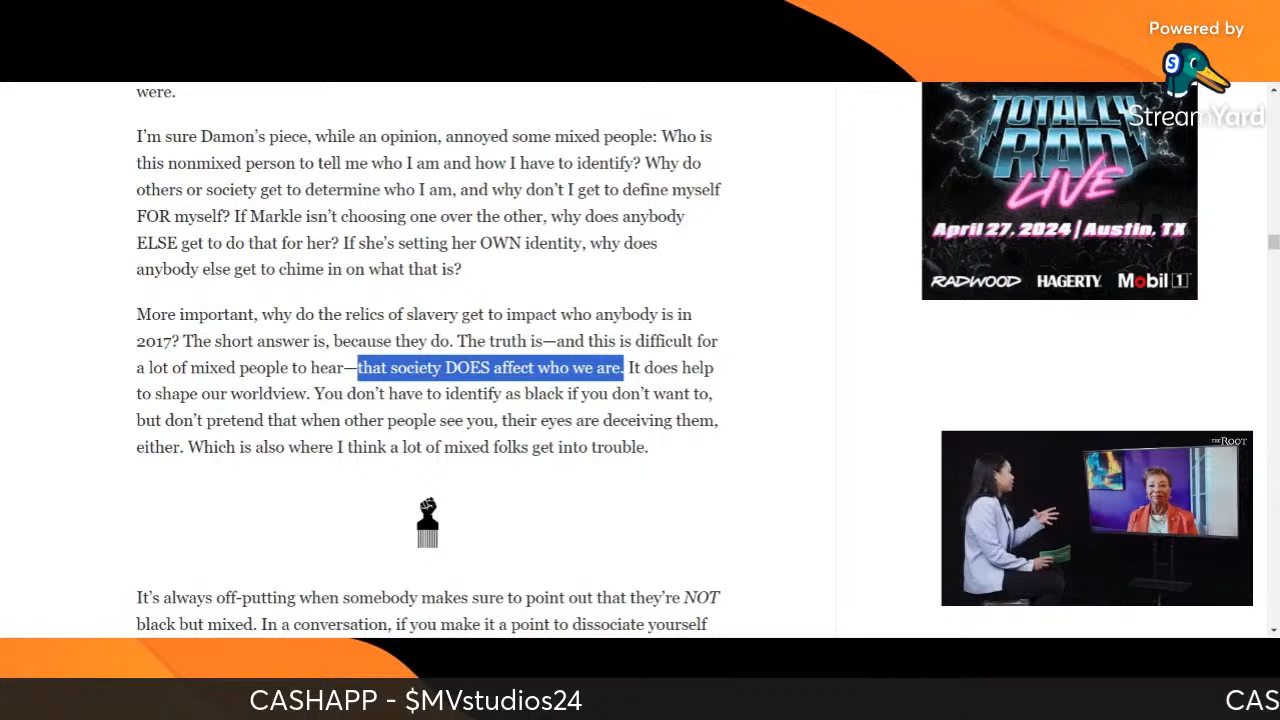 Powered by
S
StreamYard
were.
I’m sure Damon’s piece, while an opinion, annoyed some mixed people: Who is
this nonmixed person to tell me who I am and how I have to identify? Why do
others or society get to determine who I am, and why don’t I get to define myself
FOR myself? If Markle isn’t choosing one over the other, why does anybody
ELSE get to do that for her? If she’s setting her OWN identity, why does
anybody else get to chime in on what that is?
More important, why do the relics of slavery get to impact who anybody is in
2017? The short answer is, because they do. The truth is—and this is difficult for
a lot of mixed people to hear—that society DOES affect who we are. It does help
to shape our worldview. You don’t have to identify as black if you don’t want to,
but don’t pretend that when other people see you, their eyes are deceiving them,
either. Which is also where I think a lot of mixed folks get into trouble.
It’s always off-putting when somebody makes sure to point out that they’re NOT
black but mixed. In a conversation, if you make it a point to dissociate yourself
TOTALLY
RAD
LIVE
April 27, 2024 | Austin, TX
RADWOOD HAGERTY Mobil 1
THE ROOT
CASHAPP - $MVstudios24
CAS